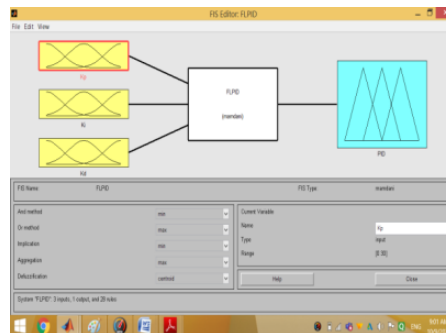 FIS Editor: FLPID
File Edit View
Kp
Ki
Kd
FLPID
(mamdani)
PID
FIS Name FLPID FIS Type mamdani
And method min
Or method max
Implication min
Aggregation max
Defuzzification centroid
Current Variable
Name Kp
Type input
Range
Help Close
System "FLPID": 3 inputs, 1 output, and 28 rules
ENG